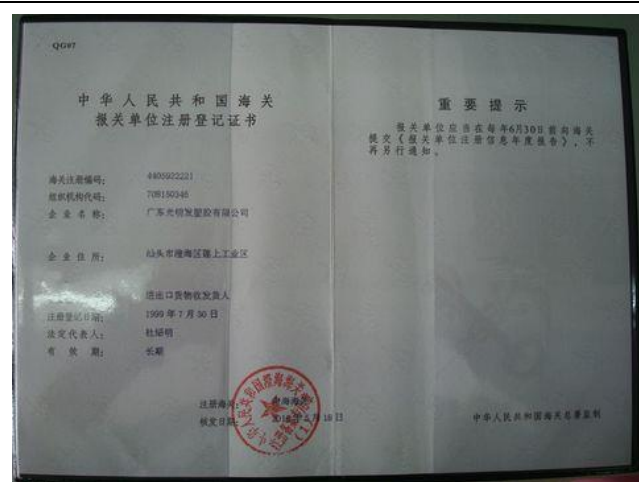 QG07
中华人民共和国海关
报关单位注册登记证书
海关注册编码：
组织机构代码： 708150346
企业名称： 广东光明发塑胶有限公司
企业住所： 汕头市澄海区莲上工业区
进出口货物收发货人
注册登记日期： 1999年7月30日
法定代表人：
有效期： 长期
注册海关：
核发日期： 18日
重要提示
报关单位应当在每年6月30日前向海关
提交《报关单位注册信息年度报告》，不
再另行通知。
中华人民共和国海关总署监制